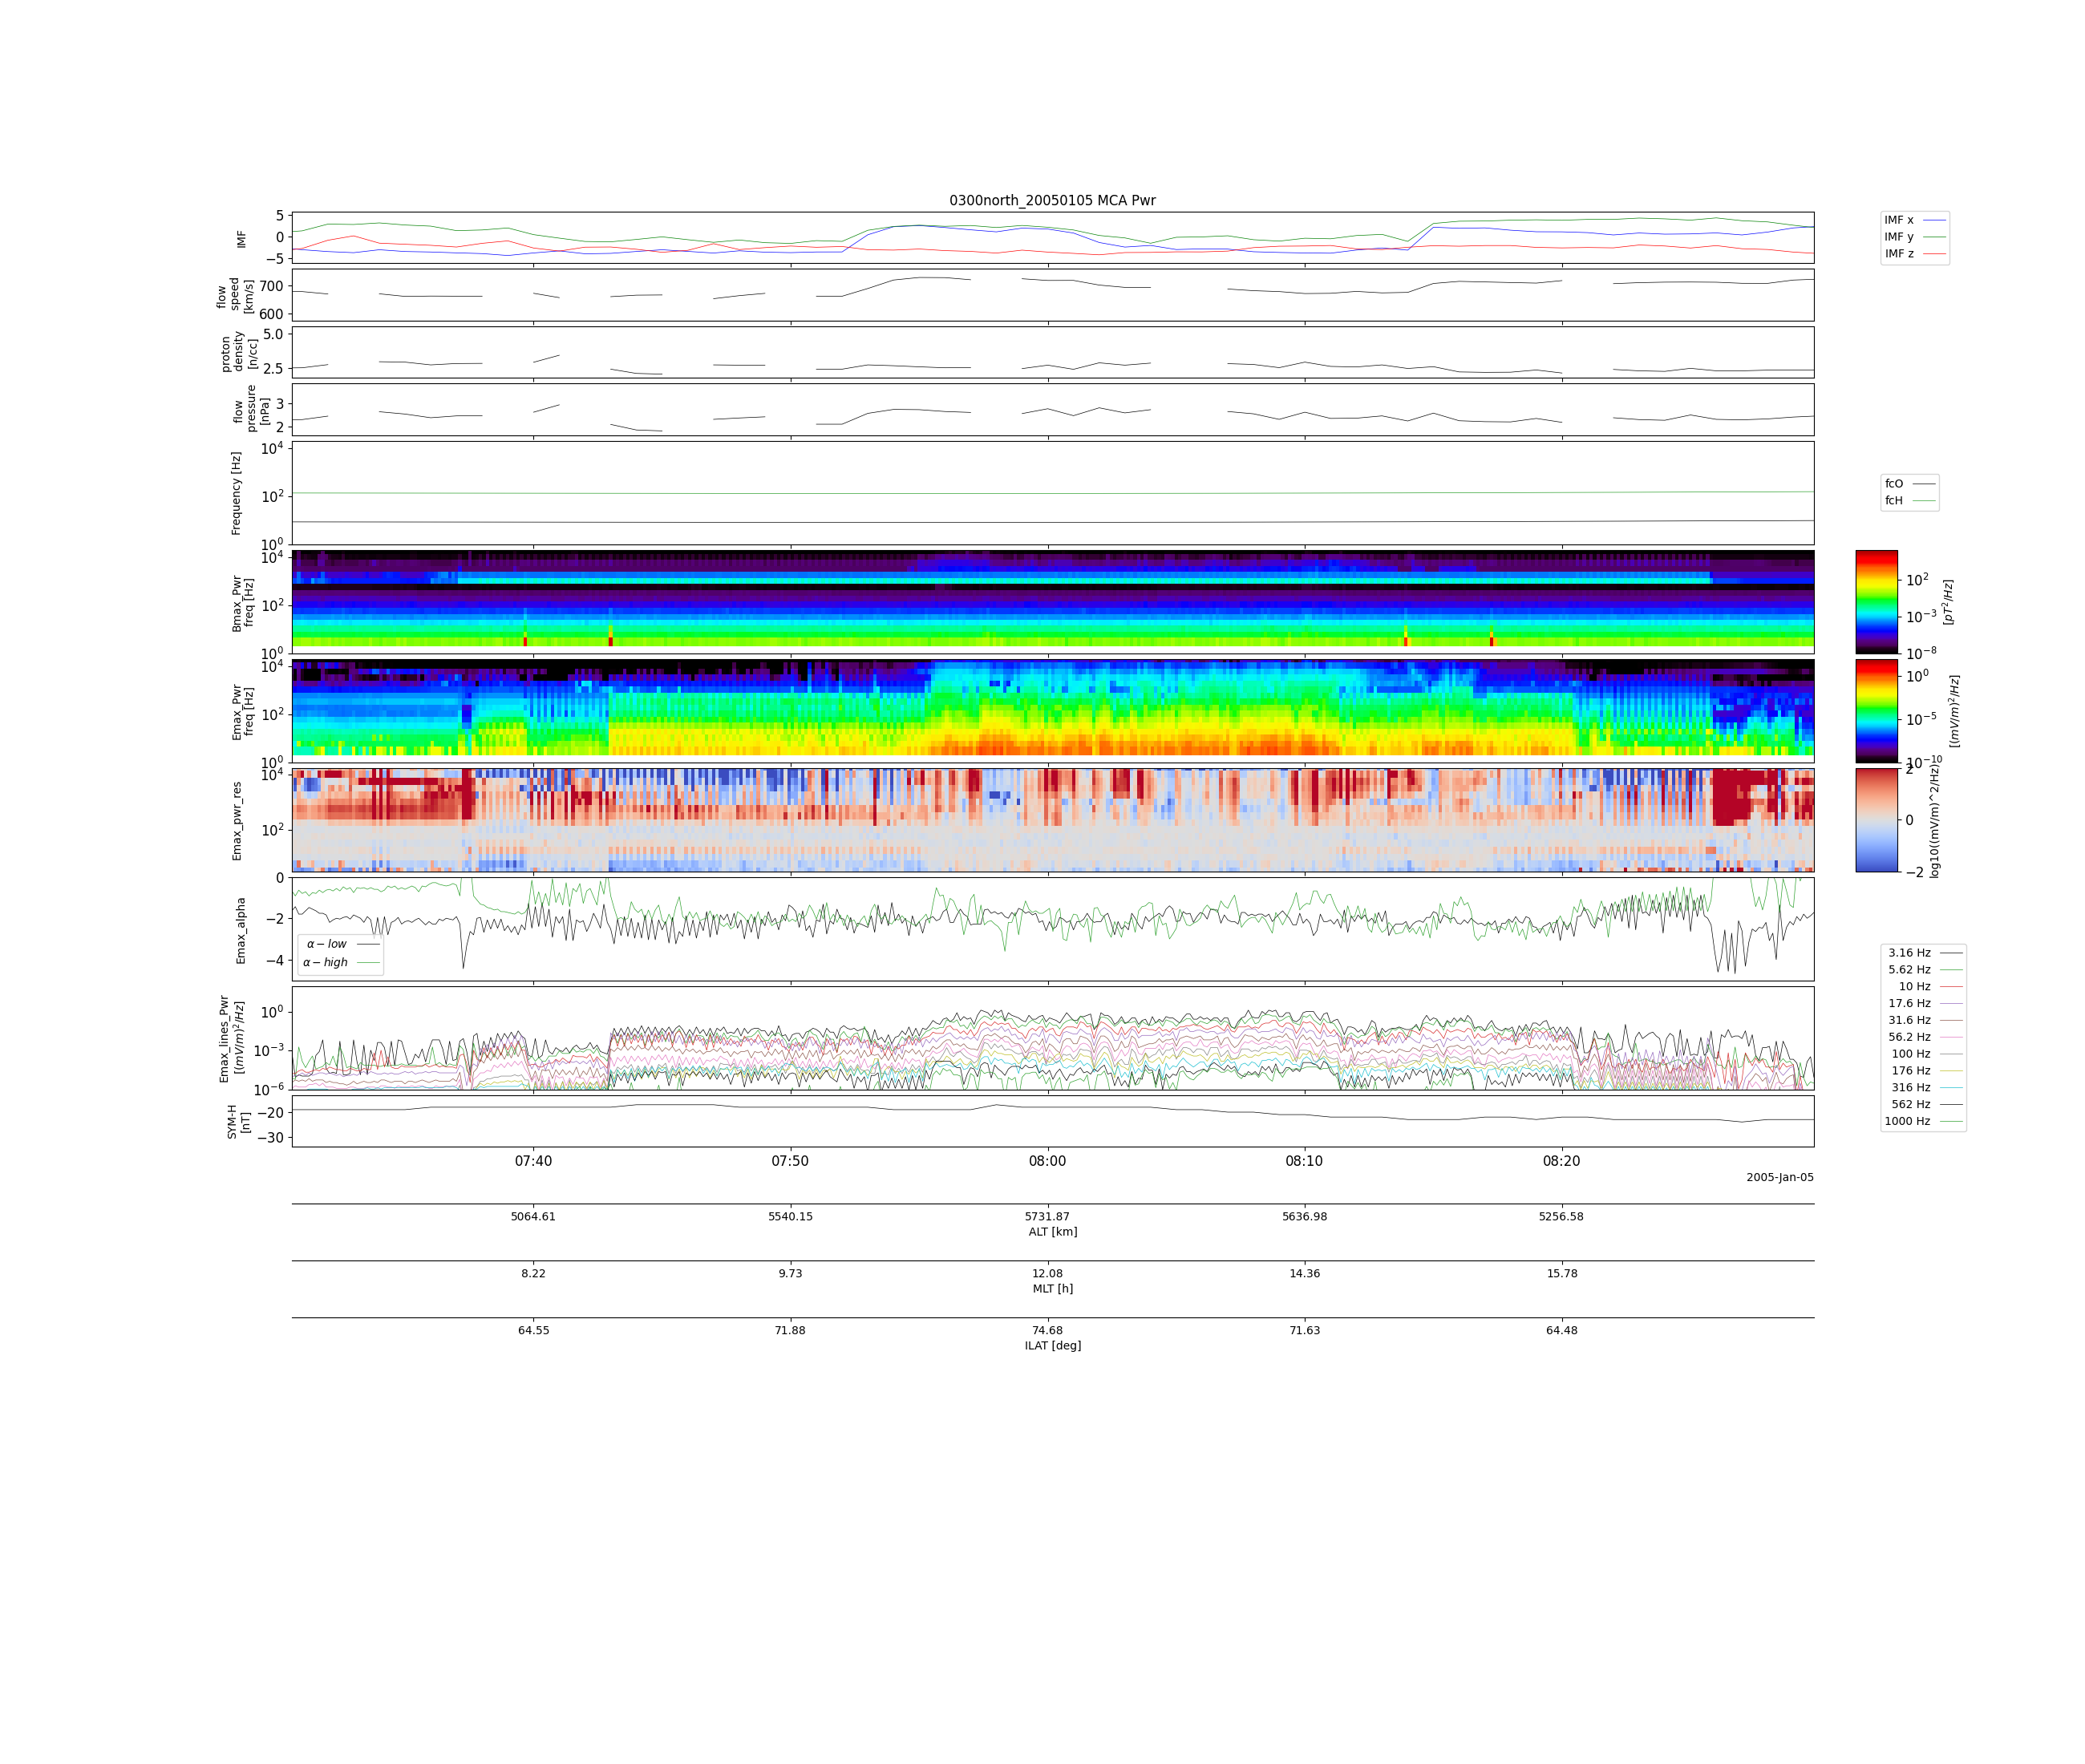 0300north_20050105 MCA Pwr
5
0
−5
IMF
IMF x
IMF y
IMF z
700
600
flow
speed
[km/s]
5.0
2.5
proton
density
[n/cc]
3
2
flow
pressure
[nPa]
10^4
10^2
10^0
Frequency [Hz]
fcO
fcH
10^4
10^2
10^0
Bmax_Pwr
freq [Hz]
10^2
10^−3
10^−8
[pT^2/Hz]
10^4
10^2
10^0
Emax_Pwr
freq [Hz]
10^0
10^−5
10^−10
[(mV/m)^2/Hz]
10^4
10^2
Emax_pwr_res
2
0
−2
log10((mV/m)^2/Hz)
0
−2
−4
Emax_alpha
α − low
α − high
10^0
10^−3
10^−6
Emax_lines_Pwr
[(mV/m)^2/Hz]
3.16 Hz
5.62 Hz
10 Hz
17.6 Hz
31.6 Hz
56.2 Hz
100 Hz
176 Hz
316 Hz
562 Hz
1000 Hz
−20
−30
SYM-H
[nT]
07:40 07:50 08:00 08:10 08:20
2005-Jan-05
5064.61 5540.15 5731.87 5636.98 5256.58
ALT [km]
8.22 9.73 12.08 14.36 15.78
MLT [h]
64.55 71.88 74.68 71.63 64.48
ILAT [deg]